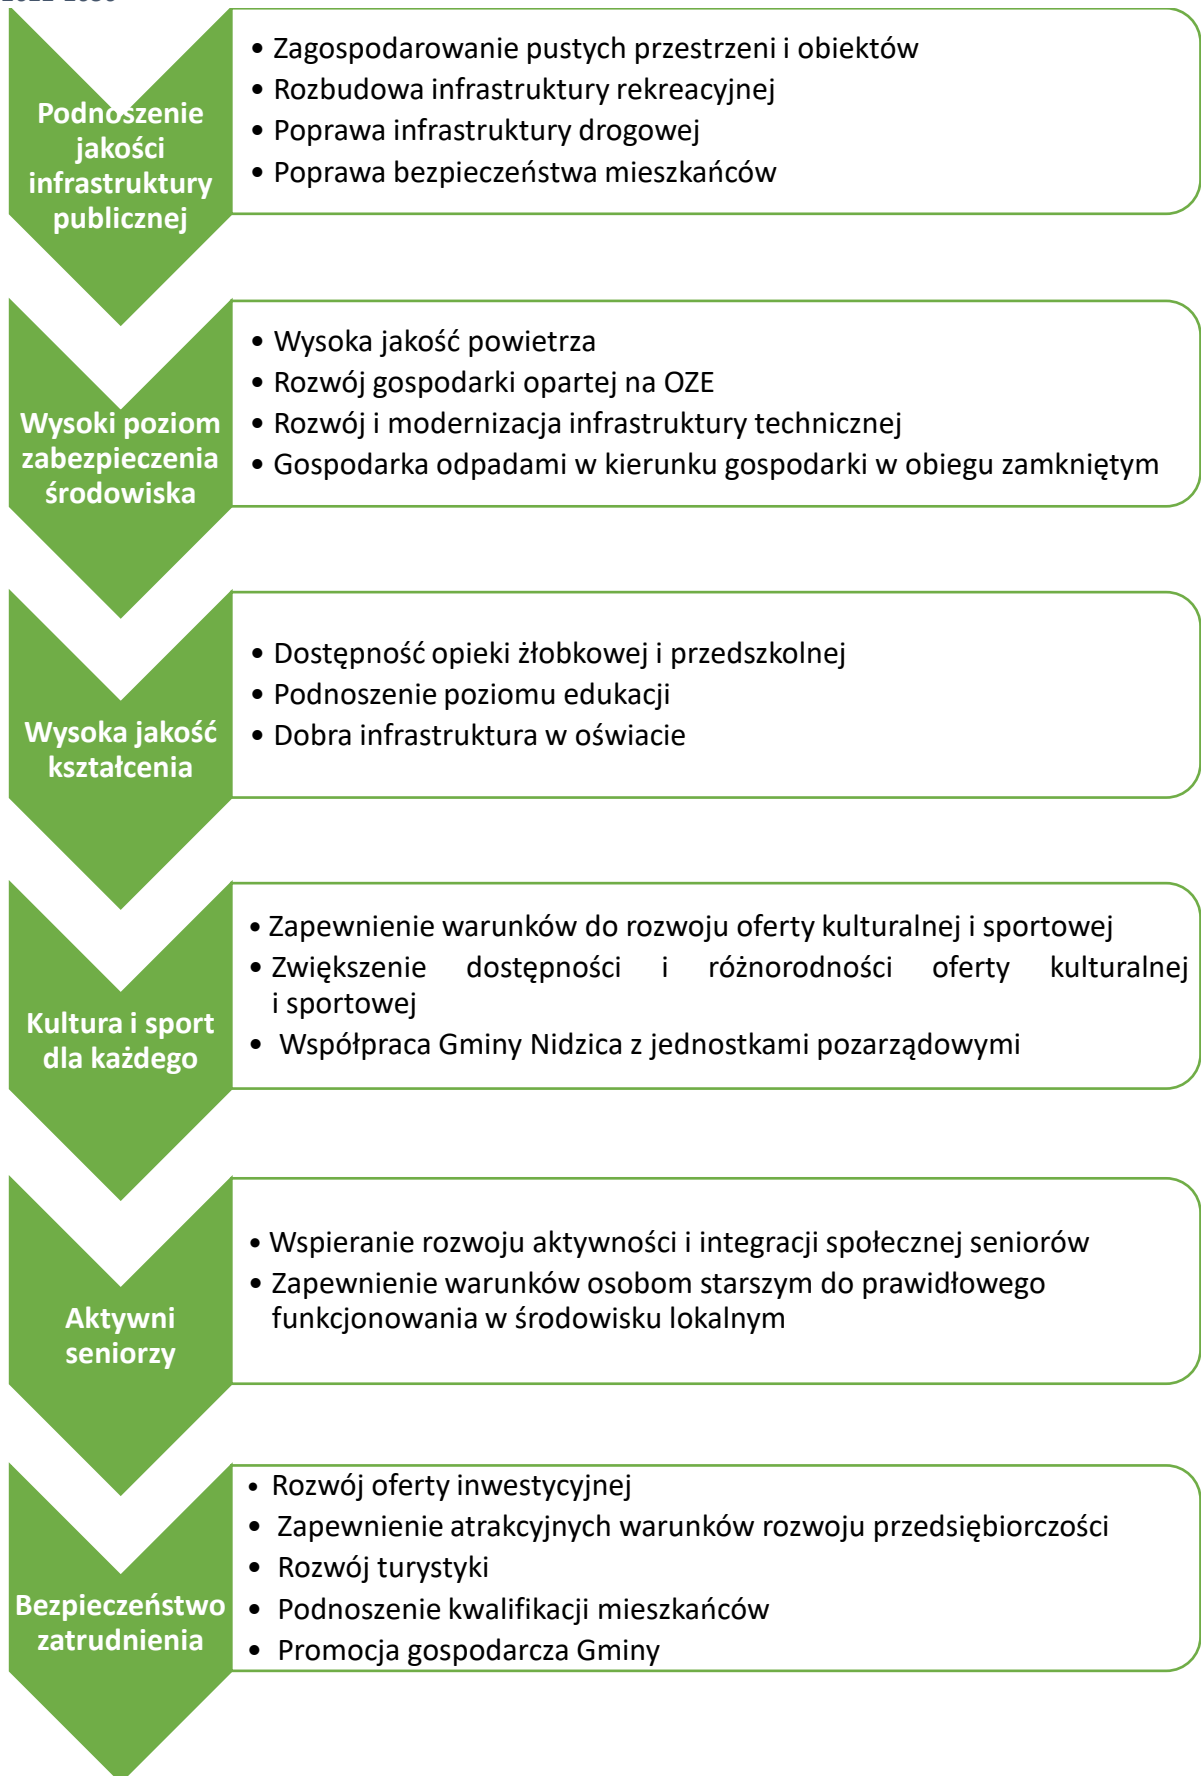 Podnoszenie
jakości
infrastruktury
publicznej
• Zagospodarowanie pustych przestrzeni i obiektów
• Rozbudowa infrastruktury rekreacyjnej
• Poprawa infrastruktury drogowej
• Poprawa bezpieczeństwa mieszkańców
Wysoki poziom
zabezpieczenia
środowiska
• Wysoka jakość powietrza
• Rozwój gospodarki opartej na OZE
• Rozwój i modernizacja infrastruktury technicznej
• Gospodarka odpadami w kierunku gospodarki w obiegu zamkniętym
Wysoka jakość
kształcenia
• Dostępność opieki żłobkowej i przedszkolnej
• Podnoszenie poziomu edukacji
• Dobra infrastruktura w oświacie
Kultura i sport
dla każdego
• Zapewnienie warunków do rozwoju oferty kulturalnej i sportowej
• Zwiększenie dostępności i różnorodności oferty kulturalnej
i sportowej
• Współpraca Gminy Nidzica z jednostkami pozarządowymi
Aktywni
seniorzy
• Wspieranie rozwoju aktywności i integracji społecznej seniorów
• Zapewnienie warunków osobom starszym do prawidłowego
funkcjonowania w środowisku lokalnym
Bezpieczeństwo
zatrudnienia
• Rozwój oferty inwestycyjnej
• Zapewnienie atrakcyjnych warunków rozwoju przedsiębiorczości
• Rozwój turystyki
• Podnoszenie kwalifikacji mieszkańców
• Promocja gospodarcza Gminy